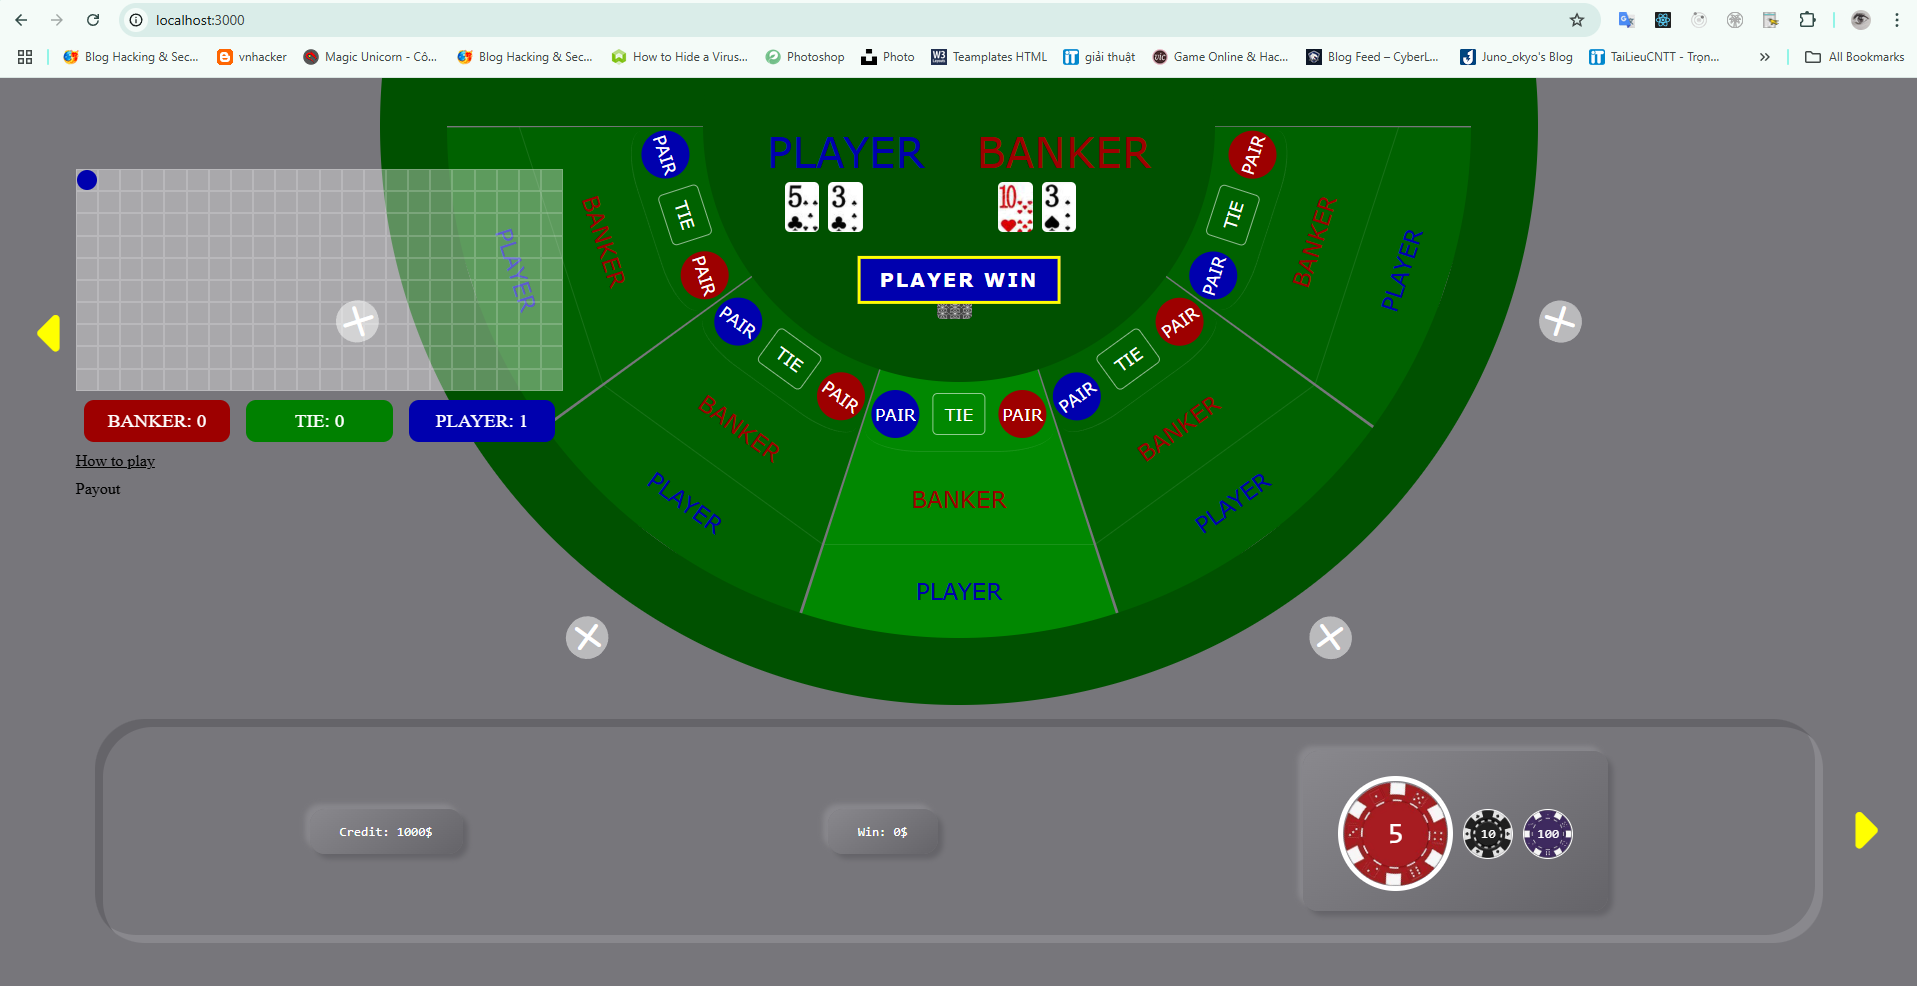 localhost:3000
Blog Hacking & Sec... vnhacker Magic Unicorn - Cô... Blog Hacking & Sec... How to Hide a Virus... Photoshop Photo Teamplates HTML giải thuật Game Online & Hac... Blog Feed – CyberL... Juno_okyo's Blog TaiLieuCNTT - Trọn... » All Bookmarks
PLAYER BANKER
5 3 10 3
PLAYER WIN
PAIR TIE PAIR
BANKER
PLAYER
PAIR TIE PAIR
BANKER
PLAYER
PAIR TIE PAIR
BANKER
PLAYER
PAIR TIE PAIR
BANKER
PLAYER
PAIR TIE PAIR
BANKER
PLAYER
BANKER: 0 TIE: 0 PLAYER: 1
How to play
Payout
Credit: 1000$ Win: 0$ 5 10 100